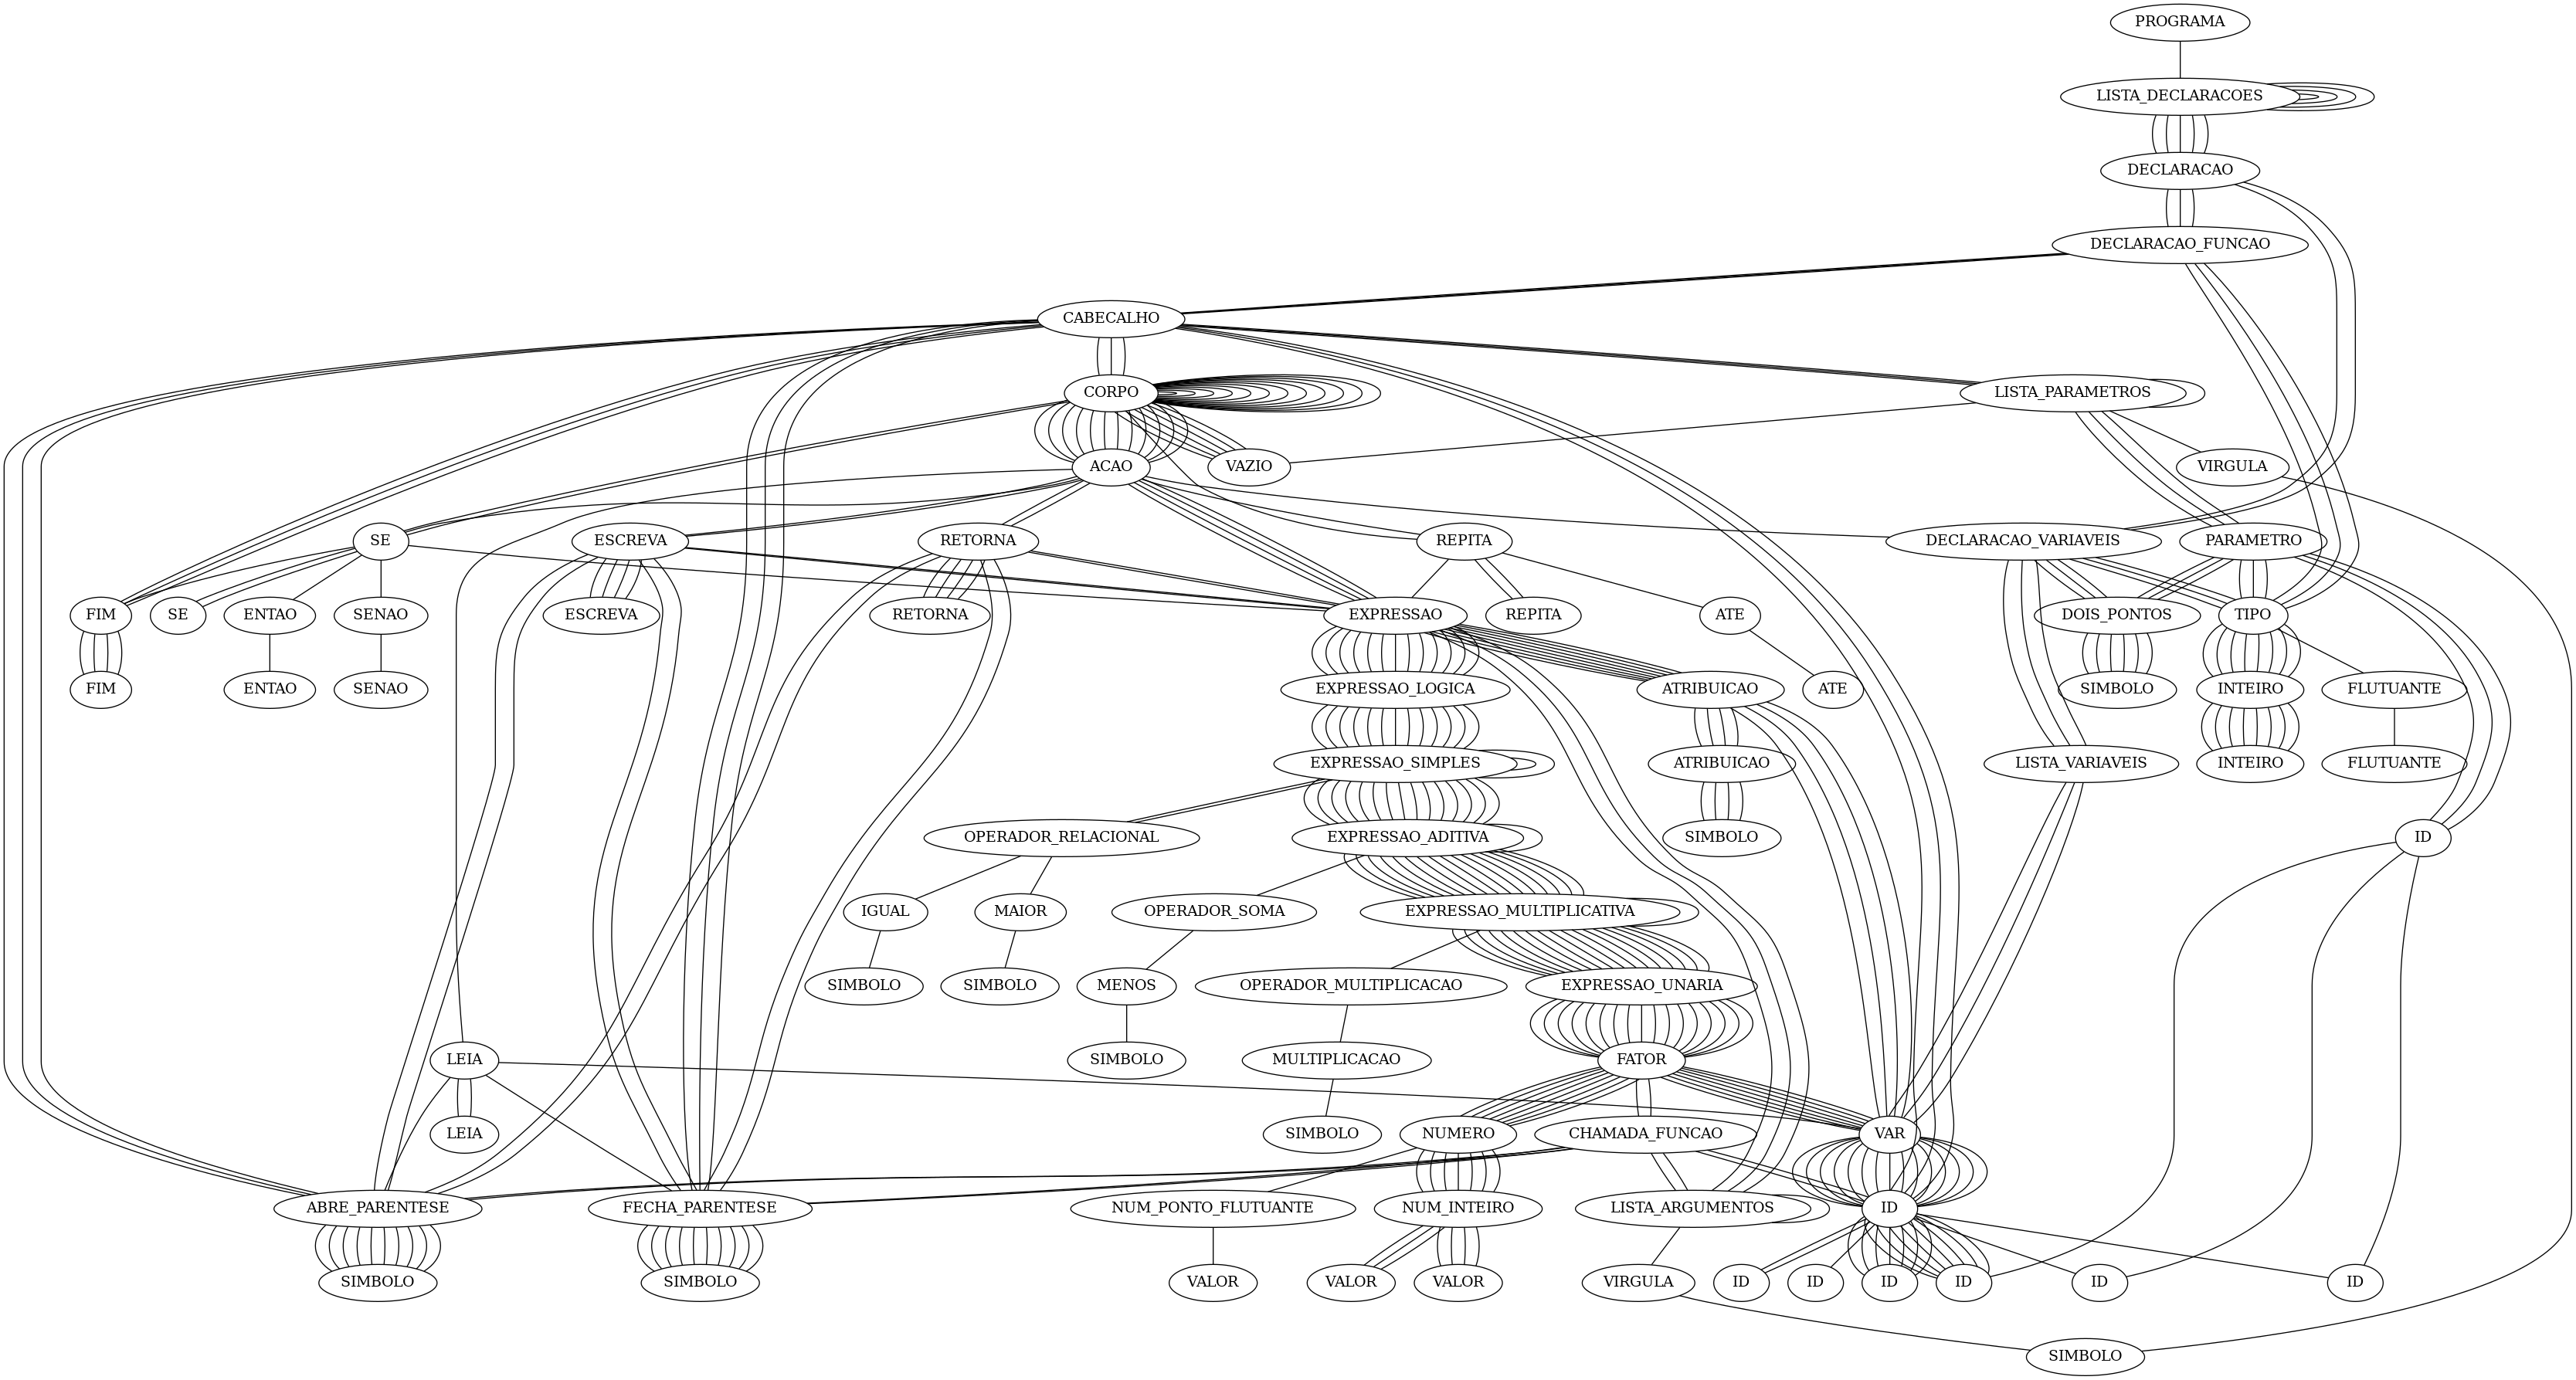 PROGRAMA
LISTA_DECLARACOES
DECLARACAO
DECLARACAO_FUNCAO
CABECALHO
CORPO
LISTA_PARAMETROS
ACAO
VAZIO
VIRGULA
SE
ESCREVA
RETORNA
REPITA
DECLARACAO_VARIAVEIS
PARAMETRO
FIM
SE
ENTAO
SENAO
ESCREVA
RETORNA
EXPRESSAO
REPITA
ATE
DOIS_PONTOS
TIPO
FIM
ENTAO
SENAO
EXPRESSAO_LOGICA
ATRIBUICAO
ATE
SIMBOLO
INTEIRO
FLUTUANTE
EXPRESSAO_SIMPLES
ATRIBUICAO
LISTA_VARIAVEIS
INTEIRO
FLUTUANTE
OPERADOR_RELACIONAL
EXPRESSAO_ADITIVA
SIMBOLO
ID
IGUAL
MAIOR
OPERADOR_SOMA
EXPRESSAO_MULTIPLICATIVA
SIMBOLO
SIMBOLO
MENOS
OPERADOR_MULTIPLICACAO
EXPRESSAO_UNARIA
LEIA
SIMBOLO
MULTIPLICACAO
FATOR
LEIA
SIMBOLO
NUMERO
CHAMADA_FUNCAO
VAR
ABRE_PARENTESE
FECHA_PARENTESE
NUM_PONTO_FLUTUANTE
NUM_INTEIRO
LISTA_ARGUMENTOS
ID
SIMBOLO
SIMBOLO
VALOR
VALOR
VALOR
VIRGULA
ID
ID
ID
ID
ID
ID
SIMBOLO